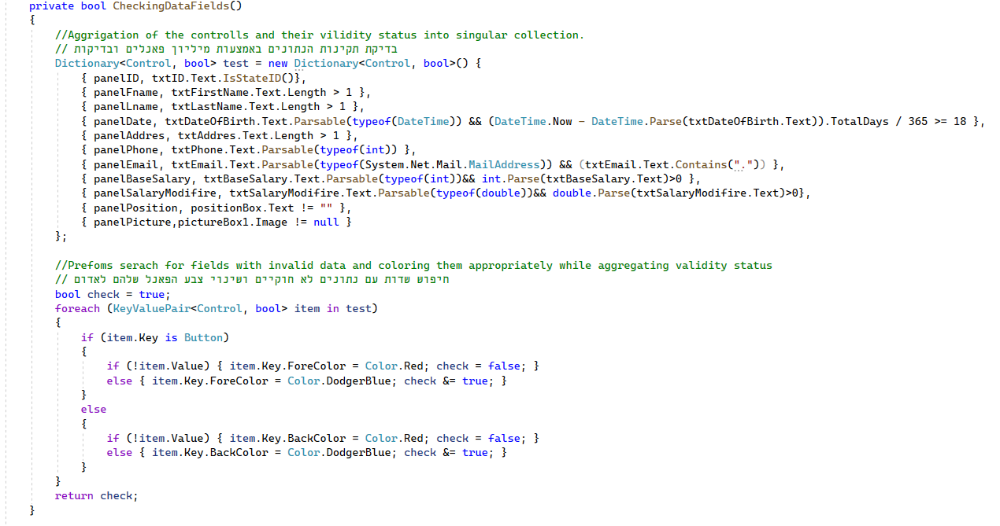 private bool CheckingDataFields()
{
//Aggrigation of the controlls and their vilidity status into singular collection.
// בדיקת תקינות הנתונים באמצעות מיליון פאנלים ובדיקות
Dictionary<Control, bool> test = new Dictionary<Control, bool>() {
{ panelID, txtID.Text.IsStateID()},
{ panelFname, txtFirstName.Text.Length > 1 },
{ panelLname, txtLastName.Text.Length > 1 },
{ panelDate, txtDateOfBirth.Text.Parsable(typeof(DateTime)) && (DateTime.Now - DateTime.Parse(txtDateOfBirth.Text)).TotalDays / 365 >= 18 },
{ panelAddres, txtAddres.Text.Length > 1 },
{ panelPhone, txtPhone.Text.Parsable(typeof(int)) },
{ panelEmail, txtEmail.Text.Parsable(typeof(System.Net.Mail.MailAddress)) && (txtEmail.Text.Contains(".")) },
{ panelBaseSalary, txtBaseSalary.Text.Parsable(typeof(int))&& int.Parse(txtBaseSalary.Text)>0 },
{ panelSalaryModifire, txtSalaryModifire.Text.Parsable(typeof(double))&& double.Parse(txtSalaryModifire.Text)>0},
{ panelPosition, positionBox.Text != "" },
{ panelPicture,pictureBox1.Image != null }
};
//Prefoms serach for fields with invalid data and coloring them appropriately while aggregating validity status
// חיפוש שדות עם נתונים לא חוקיים ושינוי צבע הפאנל שלהם לאדום
bool check = true;
foreach (KeyValuePair<Control, bool> item in test)
{
if (item.Key is Button)
{
if (!item.Value) { item.Key.ForeColor = Color.Red; check = false; }
else { item.Key.ForeColor = Color.DodgerBlue; check &= true; }
}
else
{
if (!item.Value) { item.Key.BackColor = Color.Red; check = false; }
else { item.Key.BackColor = Color.DodgerBlue; check &= true; }
}
}
return check;
}